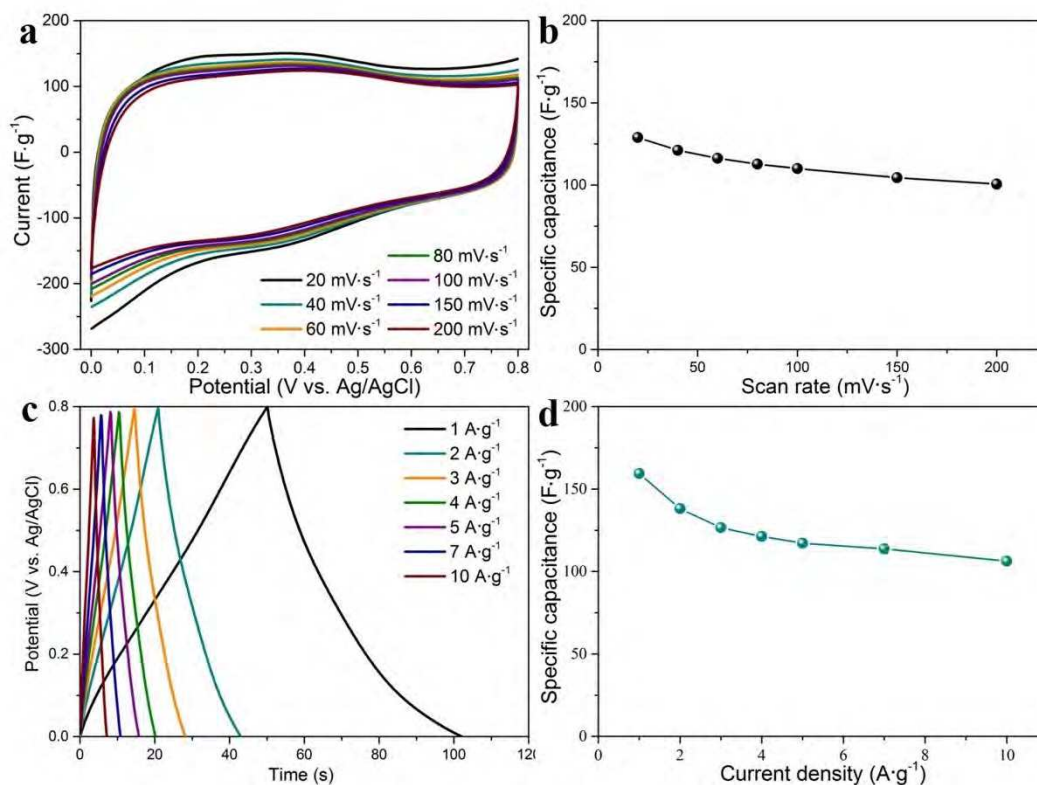 a
Current (F·g⁻¹)
200
100
0
-100
-200
-300
80 mV·s⁻¹
20 mV·s⁻¹
100 mV·s⁻¹
40 mV·s⁻¹
150 mV·s⁻¹
60 mV·s⁻¹
200 mV·s⁻¹
0.0 0.1 0.2 0.3 0.4 0.5 0.6 0.7 0.8
Potential (V vs. Ag/AgCl)
b
Specific capacitance (F·g⁻¹)
200
150
100
50
0
0 50 100 150 200
Scan rate (mV·s⁻¹)
c
Potential (V vs. Ag/AgCl)
0.8
0.6
0.4
0.2
0.0
1 A·g⁻¹
2 A·g⁻¹
3 A·g⁻¹
4 A·g⁻¹
5 A·g⁻¹
7 A·g⁻¹
10 A·g⁻¹
0 20 40 60 80 100 120
Time (s)
d
Specific capacitance (F·g⁻¹)
200
150
100
50
0
0 2 4 6 8 10
Current density (A·g⁻¹)